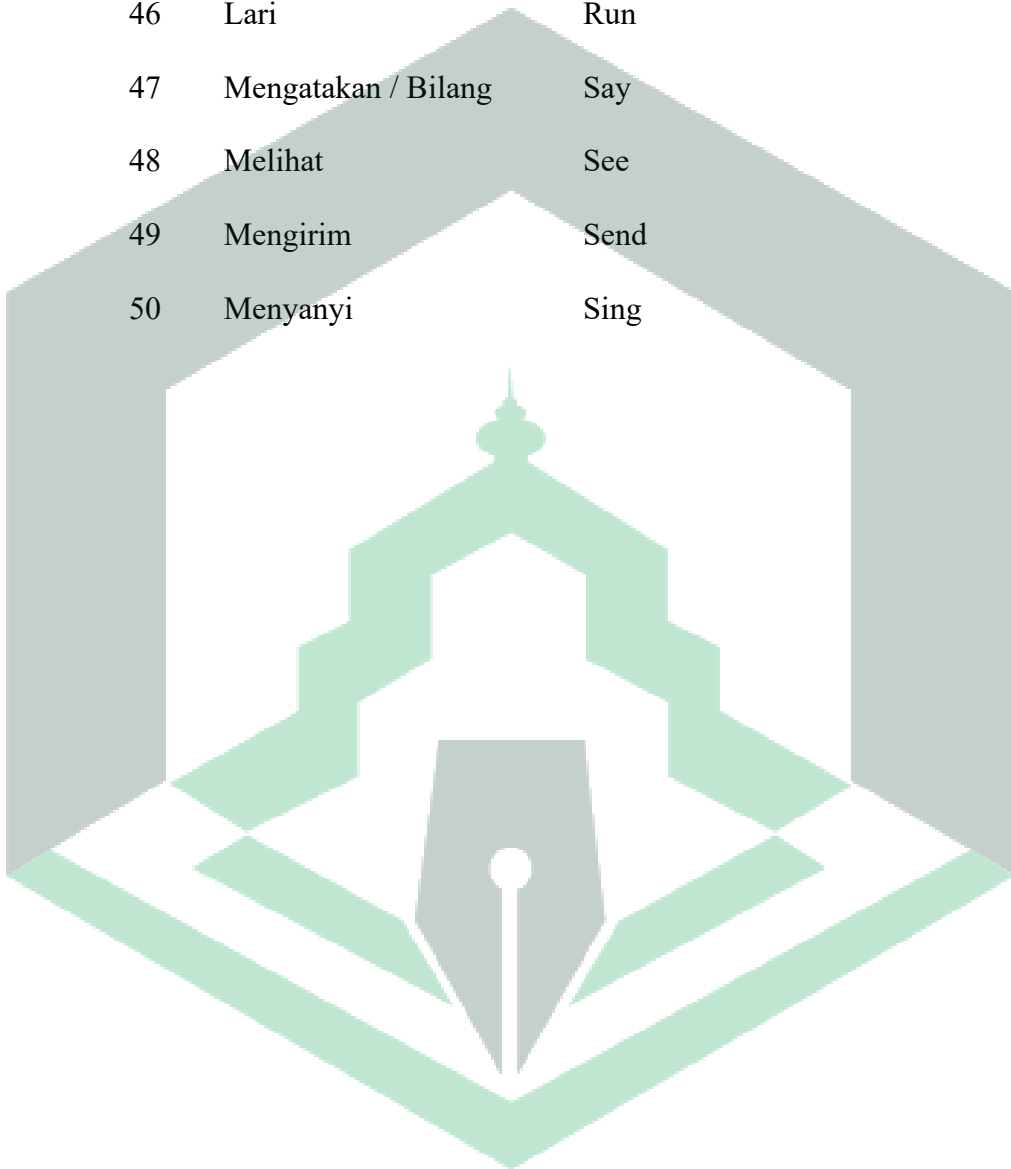 46 Lari Run
47 Mengatakan / Bilang Say
48 Melihat See
49 Mengirim Send
50 Menyanyi Sing